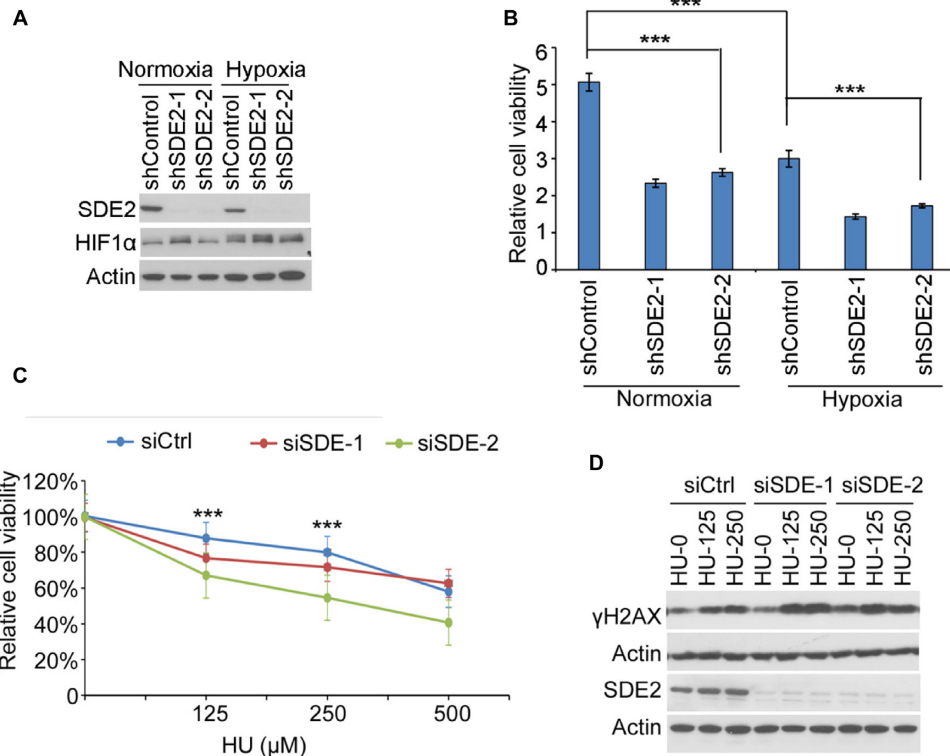 A
Normoxia Hypoxia
shControl
shSDE2-1
shSDE2-2
shControl
shSDE2-1
shSDE2-2
SDE2
HIF1α
Actin
B
***
***
***
Relative cell viability
6
5
4
3
2
1
0
shControl
shSDE2-1
shSDE2-2
shControl
shSDE2-1
shSDE2-2
Normoxia
Hypoxia
C
siCtrl siSDE-1 siSDE-2
Relative cell viability
120%
100%
80%
60%
40%
20%
0
*** ***
125 250 500
HU (µM)
D
siCtrl siSDE-1 siSDE-2
HU-0
HU-125
HU-250
HU-0
HU-125
HU-250
HU-0
HU-125
HU-250
γH2AX
Actin
SDE2
Actin